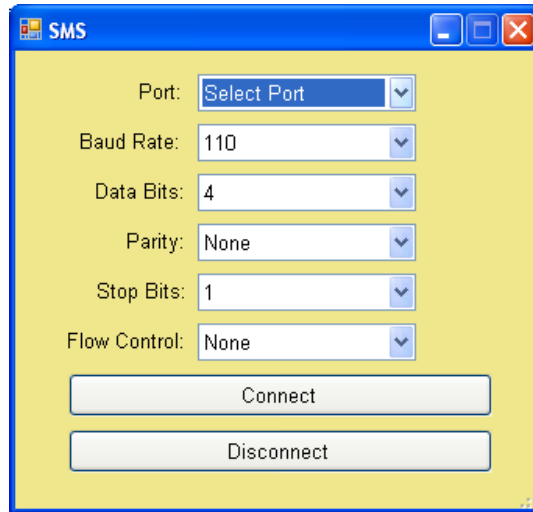 SMS
Port: Select Port
Baud Rate: 110
Data Bits: 4
Parity: None
Stop Bits: 1
Flow Control: None
Connect
Disconnect